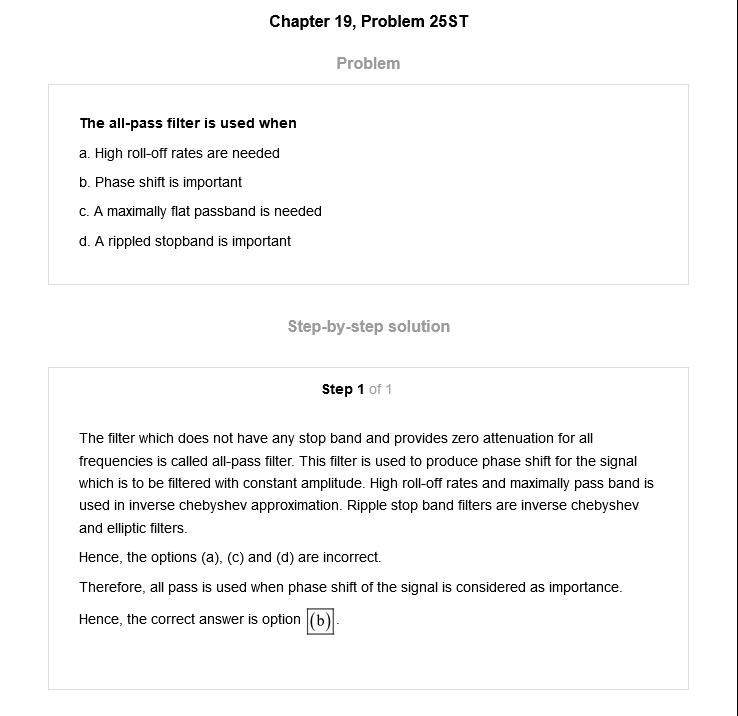 Chapter 19, Problem 25ST
Problem
The all-pass filter is used when
a. High roll-off rates are needed
b. Phase shift is important
c. A maximally flat passband is needed
d. A rippled stopband is important
Step-by-step solution
Step 1 of 1
The filter which does not have any stop band and provides zero attenuation for all
frequencies is called all-pass filter. This filter is used to produce phase shift for the signal
which is to be filtered with constant amplitude. High roll-off rates and maximally pass band is
used in inverse chebyshev approximation. Ripple stop band filters are inverse chebyshev
and elliptic filters.
Hence, the options (a), (c) and (d) are incorrect.
Therefore, all pass is used when phase shift of the signal is considered as importance.
Hence, the correct answer is option (b).